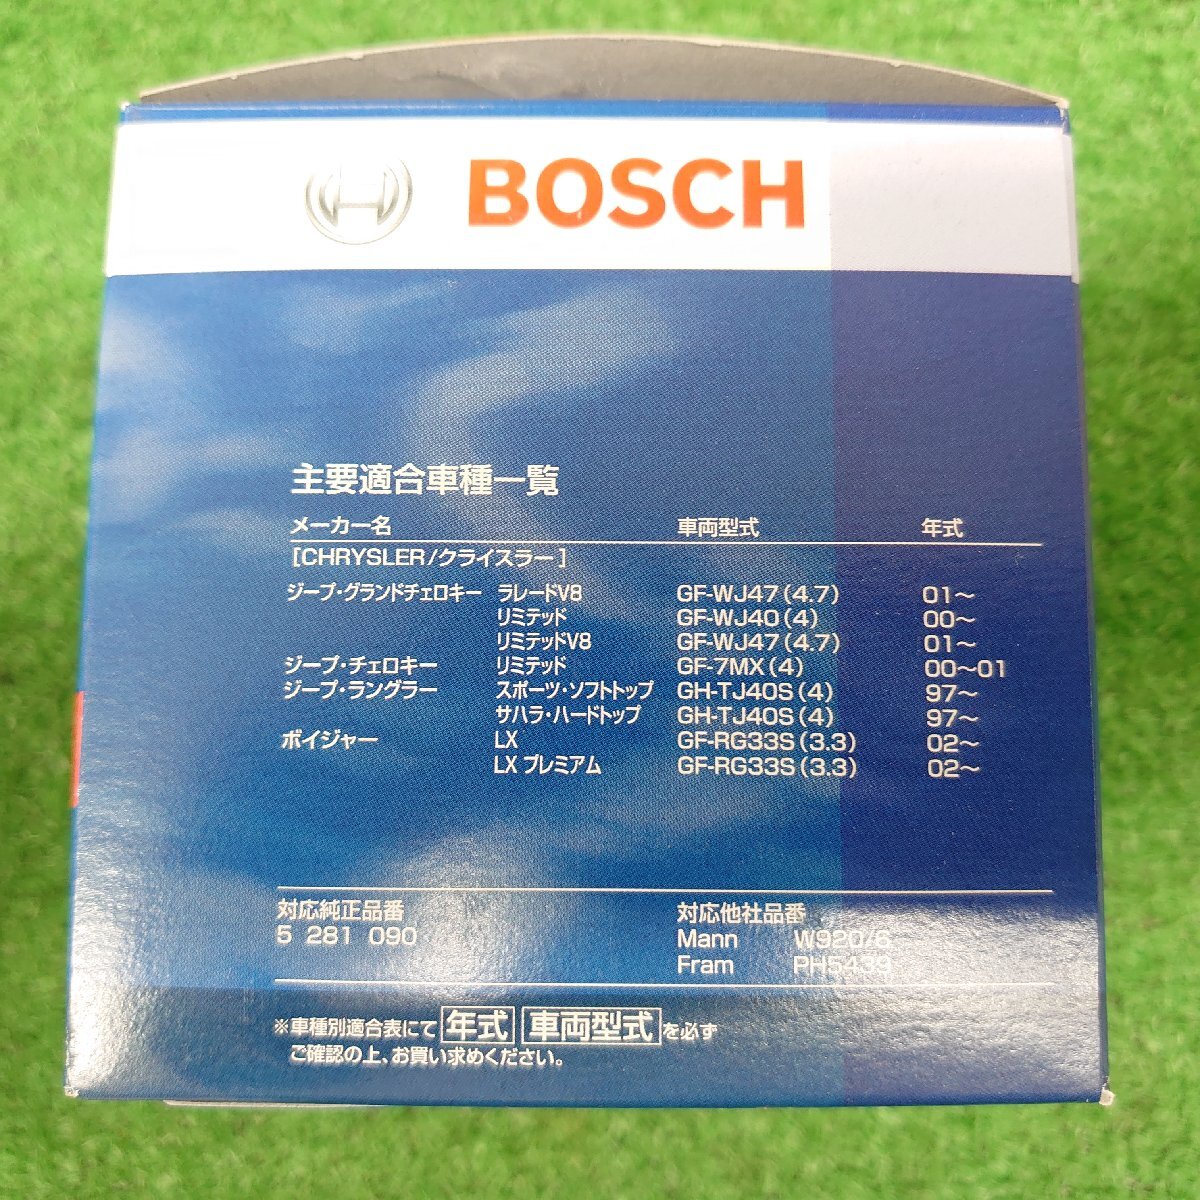 BOSCH
主要適合車種一覧
メーカー名 車両型式 年式
[CHRYSLER/クライスラー]
ジープ・グランドチェロキー ラレードV8 GF-WJ47(4.7) 01〜
リミテッド GF-WJ40(4) 00〜
リミテッドV8 GF-WJ47(4.7) 01〜
ジープ・チェロキー リミテッド GF-7MX(4) 00〜01
ジープ・ラングラー スポーツ・ソフトトップ GH-TJ40S(4) 97〜
サハラ・ハードトップ GH-TJ40S(4) 97〜
ボイジャー LX GF-RG33S(3.3) 02〜
LX プレミアム GF-RG33S(3.3) 02〜
対応純正品番 対応他社品番
5 281 090 Mann W920/6
Fram PH5439
※車種別適合表にて 年式 車両型式 を必ず
ご確認の上、お買い求めください。